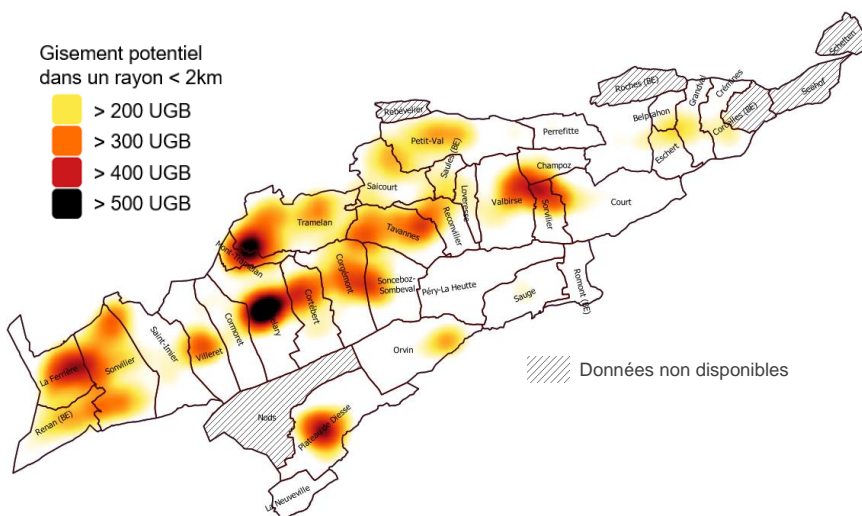 Gisement potentiel
dans un rayon < 2km
> 200 UGB
> 300 UGB
> 400 UGB
> 500 UGB
Schelten
Seehof
Roches (BE)
Grandval
Crémines
Rebévelier
Belprahon
Corcelles (BE)
Petit-Val
Perrefitte
Eschert
Saules (BE)
Champoz
Saicourt
Loveresse
Valbirse
Sorvilier
Court
Tramelan
Tavannes
Reconvilier
Mont-Tramelan
Corgémont
Sonceboz-
Sombeval
Péry-La Heutte
Sauge
Romont (BE)
Cortébert
Cormoret
Saint-Imier
Villeret
Orvin
La Ferrière
Sonvilier
Données non disponibles
Renan (BE)
Nods
Plateau de Diesse
La Neuveville